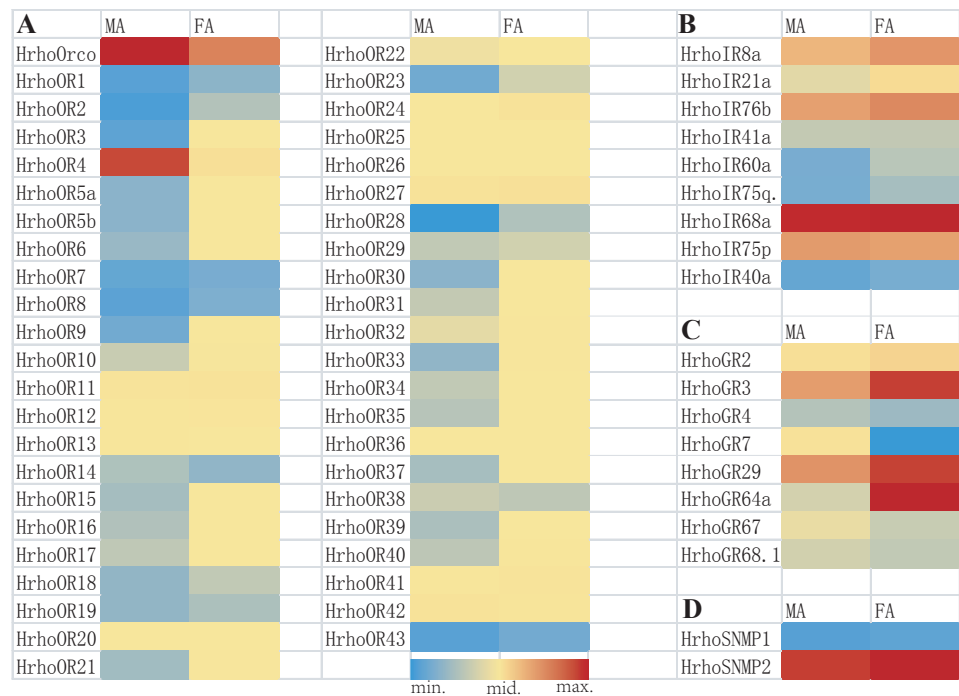 A MA FA
HrhoOrco
HrhoOR1
HrhoOR2
HrhoOR3
HrhoOR4
HrhoOR5a
HrhoOR5b
HrhoOR6
HrhoOR7
HrhoOR8
HrhoOR9
HrhoOR10
HrhoOR11
HrhoOR12
HrhoOR13
HrhoOR14
HrhoOR15
HrhoOR16
HrhoOR17
HrhoOR18
HrhoOR19
HrhoOR20
HrhoOR21
MA FA
HrhoOR22
HrhoOR23
HrhoOR24
HrhoOR25
HrhoOR26
HrhoOR27
HrhoOR28
HrhoOR29
HrhoOR30
HrhoOR31
HrhoOR32
HrhoOR33
HrhoOR34
HrhoOR35
HrhoOR36
HrhoOR37
HrhoOR38
HrhoOR39
HrhoOR40
HrhoOR41
HrhoOR42
HrhoOR43
min. mid. max.
B MA FA
HrhoIR8a
HrhoIR21a
HrhoIR76b
HrhoIR41a
HrhoIR60a
HrhoIR75q.
HrhoIR68a
HrhoIR75p
HrhoIR40a
C MA FA
HrhoGR2
HrhoGR3
HrhoGR4
HrhoGR7
HrhoGR29
HrhoGR64a
HrhoGR67
HrhoGR68.1
D MA FA
HrhoSNMP1
HrhoSNMP2